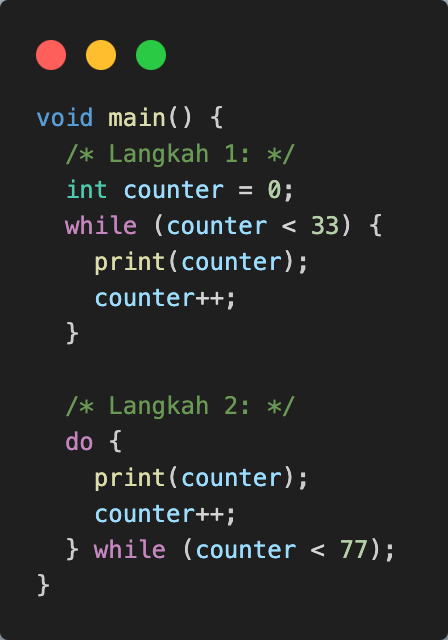 void main() {
  /* Langkah 1: */
  int counter = 0;
  while (counter < 33) {
    print(counter);
    counter++;
  }

  /* Langkah 2: */
  do {
    print(counter);
    counter++;
  } while (counter < 77);
}